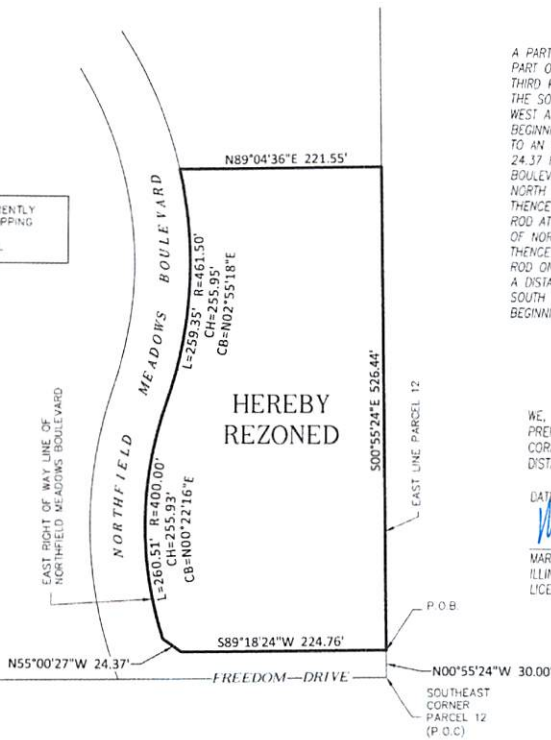 A PART
PART O
THIRD
THE SO
WEST A
BEGINN
TO AN
24.37
BOULEV
NORTH
THENCE
ROD AT
OF NOR
THENCE
ROD ON
A DISTA
SOUTH
BEGINN
N89°04'36"E 221.55'
RENTLY
PPING
NORTHFIELD MEADOWS BOULEVARD
L=259.35' R=461.50'
CH=255.95'
CB=N02°55'18"E
HEREBY
REZONED
S00°55'24"E 526.44'
EAST LINE PARCEL 12
EAST RIGHT OF WAY LINE OF
NORTHFIELD MEADOWS BOULEVARD
L=260.51' R=400.00'
CH=255.93'
CB=N00°22'16"E
WE,
PRE
COR
DIST
DAT
MAR
ILLI
LICE
P.O.B.
S89°18'24"W 224.76'
N55°00'27"W 24.37'
N00°55'24"W 30.00'
FREEDOM DRIVE
SOUTHEAST
CORNER
PARCEL 12
(P.O.C)